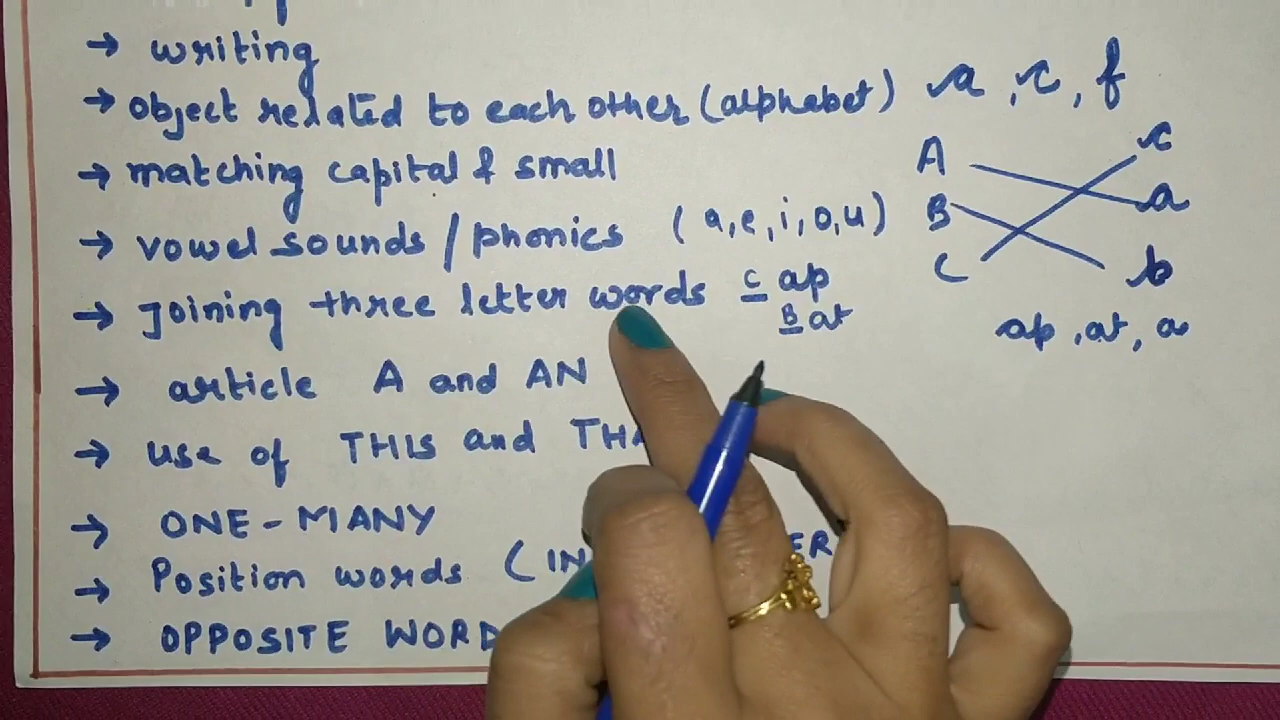 → writing
→ object related to each other (alphabet) a, c, f
→ matching capital & small
A c
B a
C b
→ vowel sounds / phonics (a, e, i, o, u)
→ Joining three letter words C ap
B at
ap, at, a
→ article A and AN
→ use of THIS and
→ ONE - MANY
→ Position words (IN
→ OPPOSITE